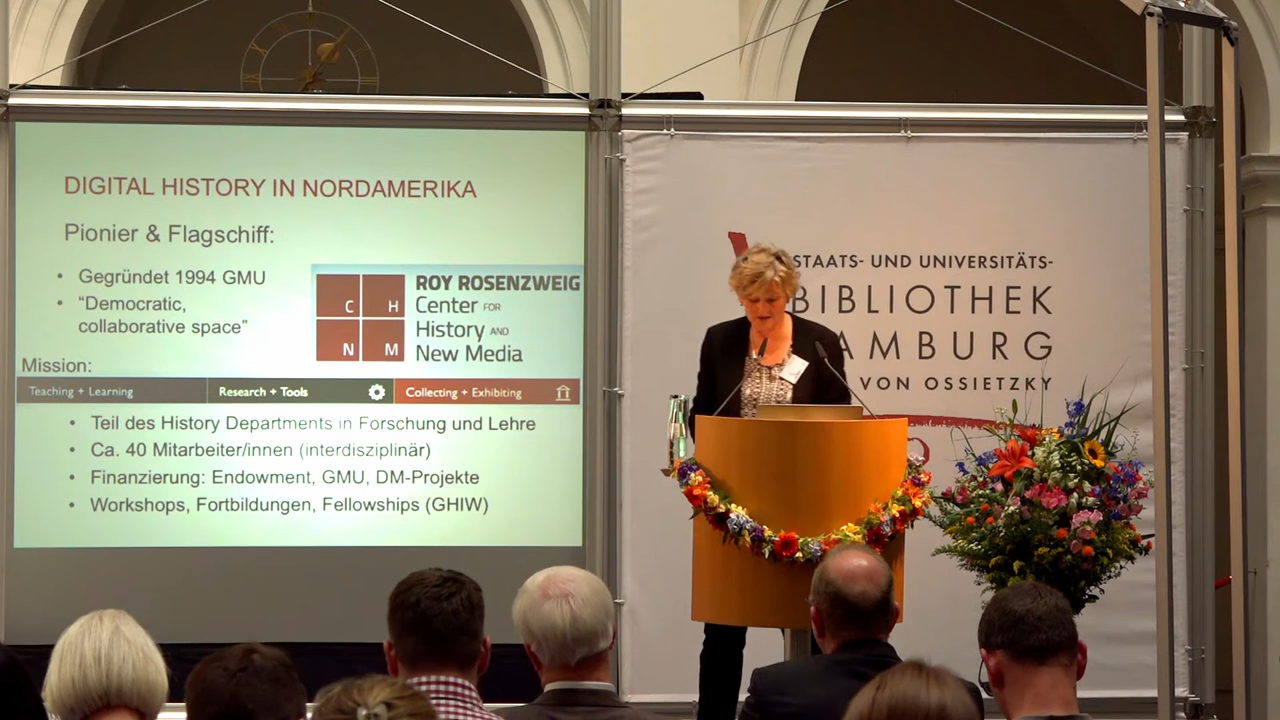 DIGITAL HISTORY IN NORDAMERIKA
Pionier & Flagschiff:
• Gegründet 1994 GMU
• “Democratic,
collaborative space”
C H
N M
ROY ROSENZWEIG
Center FOR
History AND
New Media
Mission:
Teaching + Learning
Research + Tools
Collecting + Exhibiting
• Teil des History Departments in Forschung und Lehre
• Ca. 40 Mitarbeiter/innen (interdisziplinär)
• Finanzierung: Endowment, GMU, DM-Projekte
• Workshops, Fortbildungen, Fellowships (GHIW)
STAATS- UND UNIVERSITÄTS-
BIBLIOTHEK
AMBURG
VON OSSIETZKY